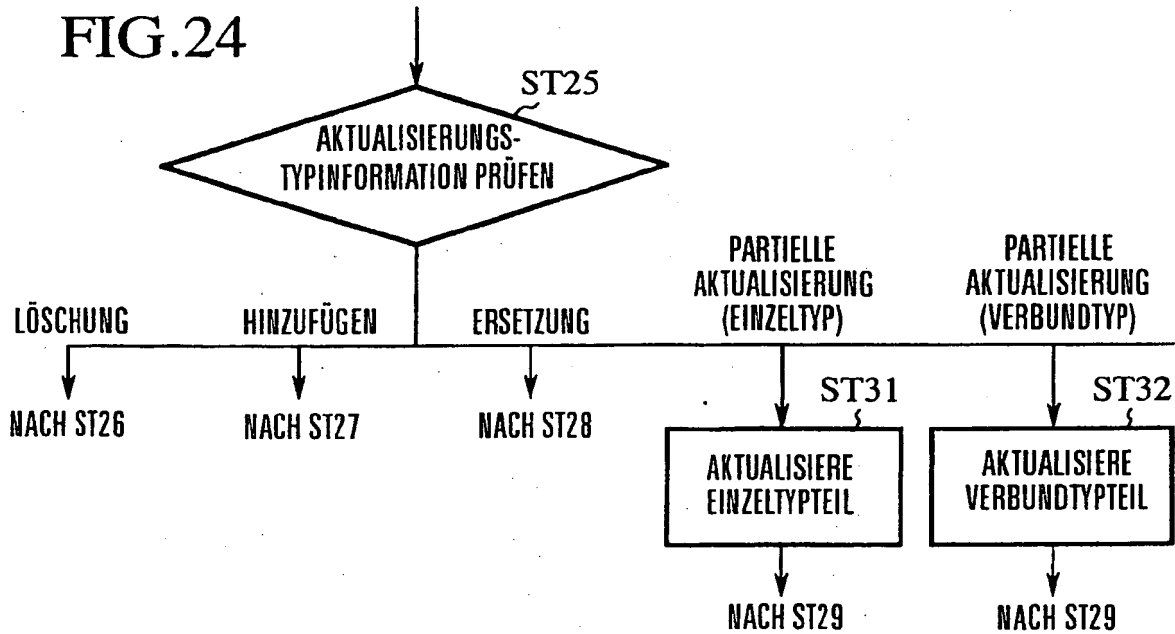 FIG.24
ST25
AKTUALISIERUNGS-
TYPINFORMATION PRÜFEN
LÖSCHUNG
HINZUFÜGEN
ERSETZUNG
PARTIELLE
AKTUALISIERUNG
(EINZELTYP)
PARTIELLE
AKTUALISIERUNG
(VERBUNDTYP)
NACH ST26
NACH ST27
NACH ST28
ST31
AKTUALISIERE
EINZELTYPTEIL
ST32
AKTUALISIERE
VERBUNDTYPTEIL
NACH ST29
NACH ST29